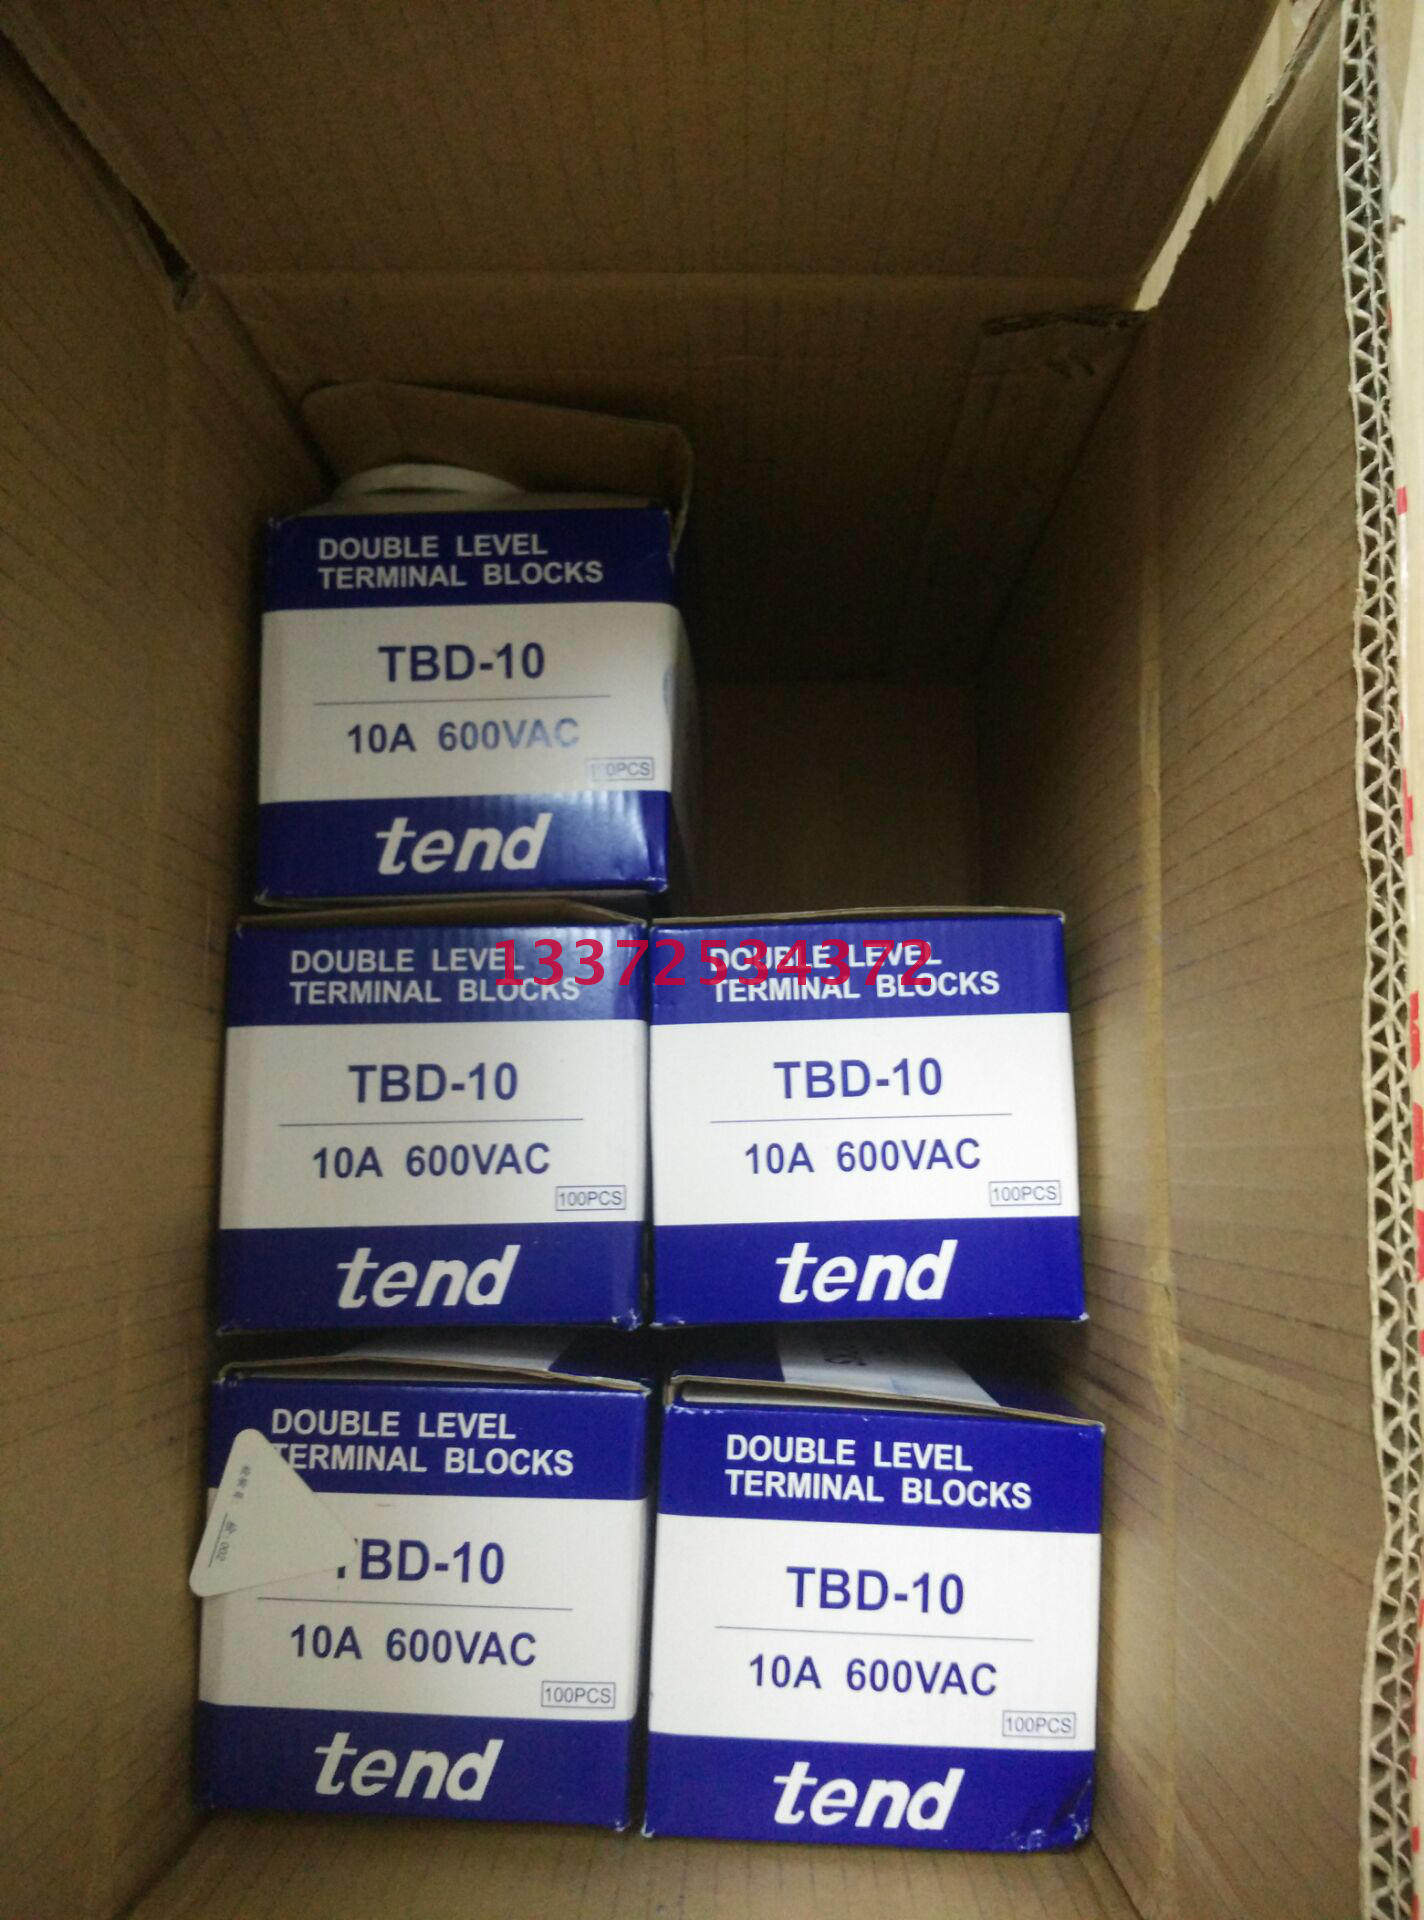 DOUBLE LEVEL
TERMINAL BLOCKS
TBD-10
10A 600VAC
100PCS
tend
13372534372
DOUBLE LEVEL
TERMINAL BLOCKS
TBD-10
10A 600VAC
100PCS
tend
DOUBLE LEVEL
TERMINAL BLOCKS
TBD-10
10A 600VAC
100PCS
tend
DOUBLE LEVEL
TERMINAL BLOCKS
TBD-10
10A 600VAC
100PCS
tend
DOUBLE LEVEL
TERMINAL BLOCKS
TBD-10
10A 600VAC
100PCS
tend